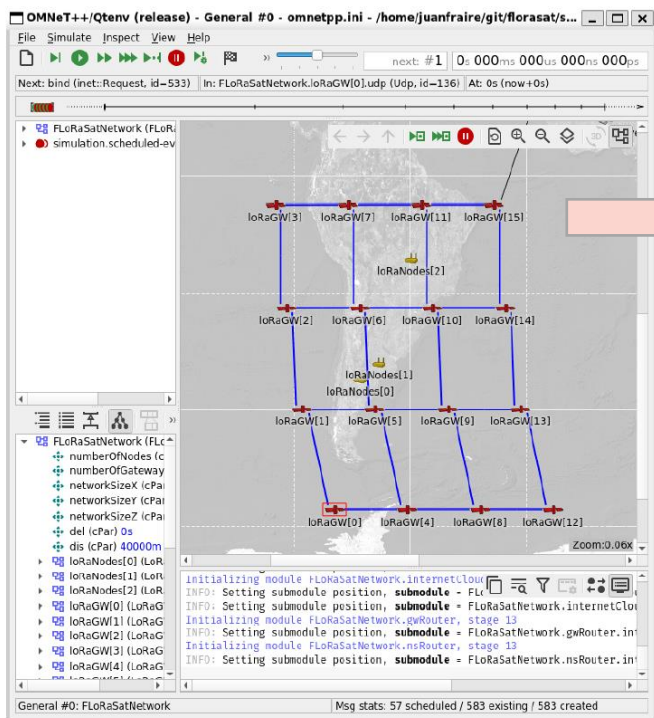 OMNeT++/Qtenv (release) - General #0 - omnetpp.ini - /home/juanfraire/git/florasat/s...
File Simulate Inspect View Help
next: #1 0s 000ms 000us 000ns 000ps
Next: bind (inet::Request, id=533) In: FLoRaSatNetwork.loRaGW[0].udp (Udp, id=136) At: 0s (now+0s)
FLoRaSatNetwork (FLoRa
simulation.scheduled-ev
3D
loRaGW[3] loRaGW[7] loRaGW[11] loRaGW[15]
loRaNodes[2]
loRaGW[2] loRaGW[6] loRaGW[10] loRaGW[14]
loRaNodes[1]
loRaNodes[0]
loRaGW[1] loRaGW[5] loRaGW[9] loRaGW[13]
loRaGW[0] loRaGW[4] loRaGW[8] loRaGW[12]
Zoom:0.06x
FLoRaSatNetwork (FLc
numberOfNodes (c
numberOfGateway
networkSizeX (cPar
networkSizeY (cPar
networkSizeZ (cPar
del (cPar) 0s
dis (cPar) 40000m
loRaNodes[0] (LoRa
loRaNodes[1] (LoRa
loRaNodes[2] (LoRa
loRaGW[0] (LoRaG
loRaGW[1] (LoRaG
loRaGW[2] (LoRaG
loRaGW[3] (LoRaG
loRaGW[4] (LoRaG
Initializing module FLoRaSatNetwork.internetClou
INFO: Setting submodule position, submodule = FLo
INFO: Setting submodule position, submodule = FLoRaSatNetwork.internetClou
Initializing module FLoRaSatNetwork.gwRouter, stage 13
INFO: Setting submodule position, submodule = FLoRaSatNetwork.gwRouter.in
Initializing module FLoRaSatNetwork.nsRouter, stage 13
INFO: Setting submodule position, submodule = FLoRaSatNetwork.nsRouter.in
General #0: FLoRaSatNetwork Msg stats: 57 scheduled / 583 existing / 583 created